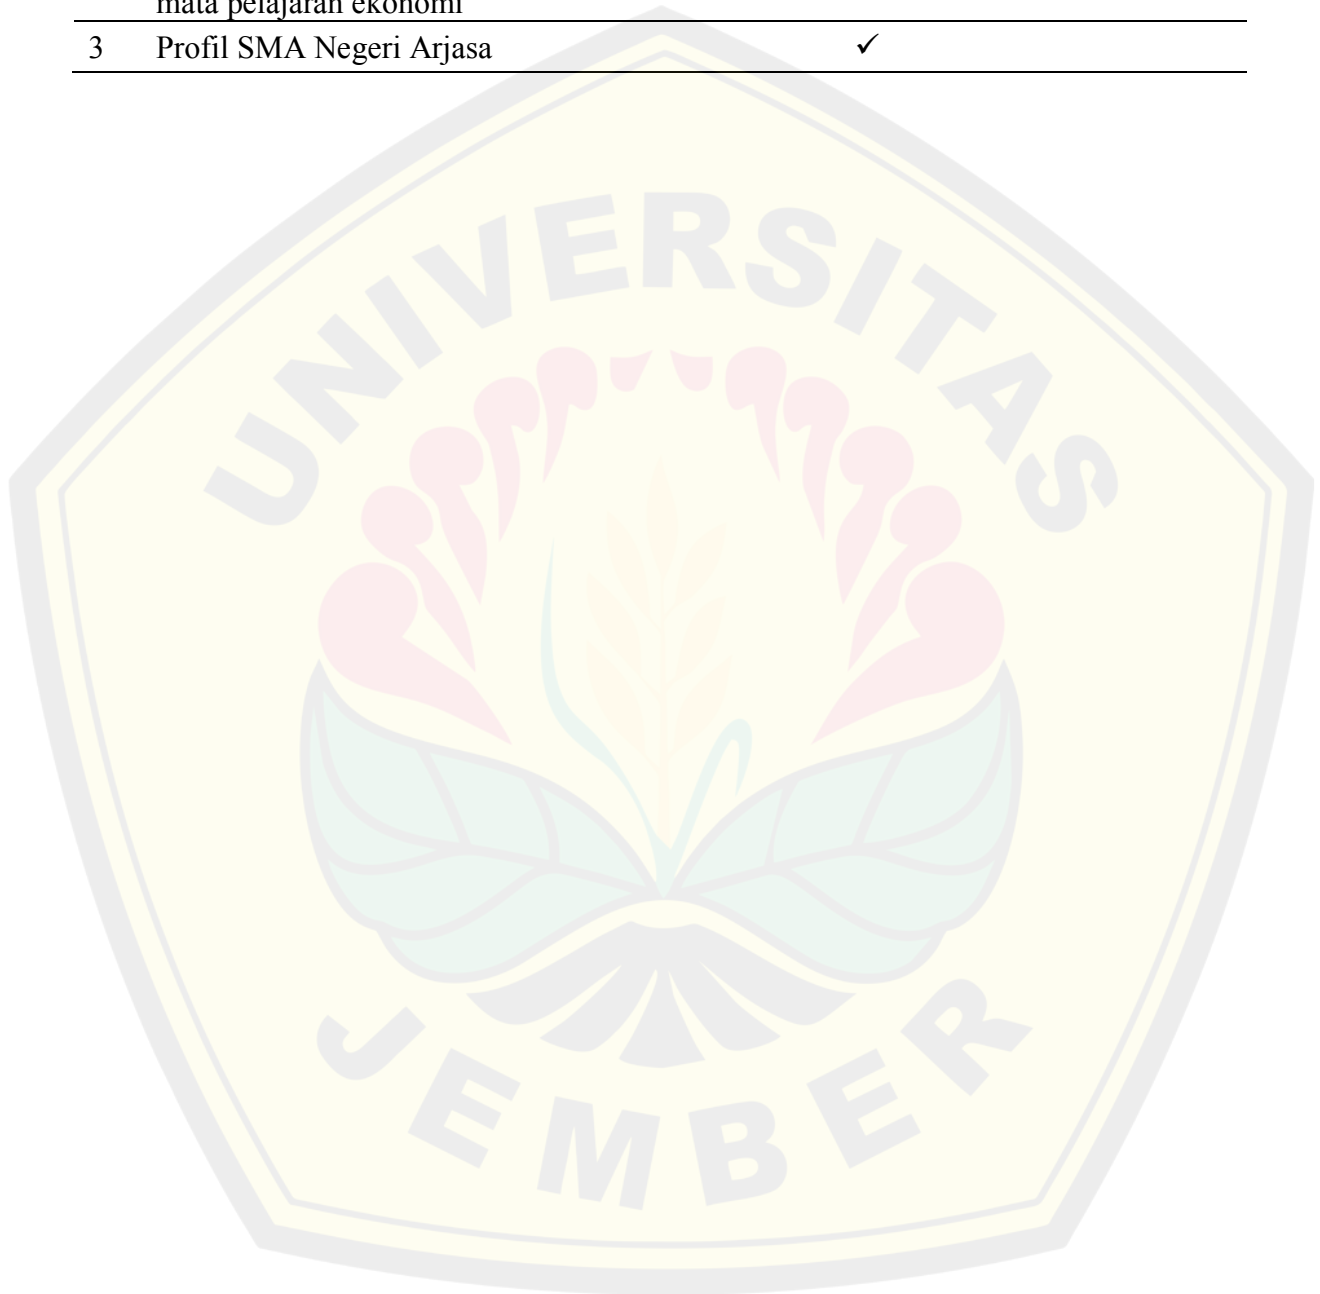 mata pelajaran ekonomi
3 Profil SMA Negeri Arjasa ✓
UNIVERSITAS
JEMBER